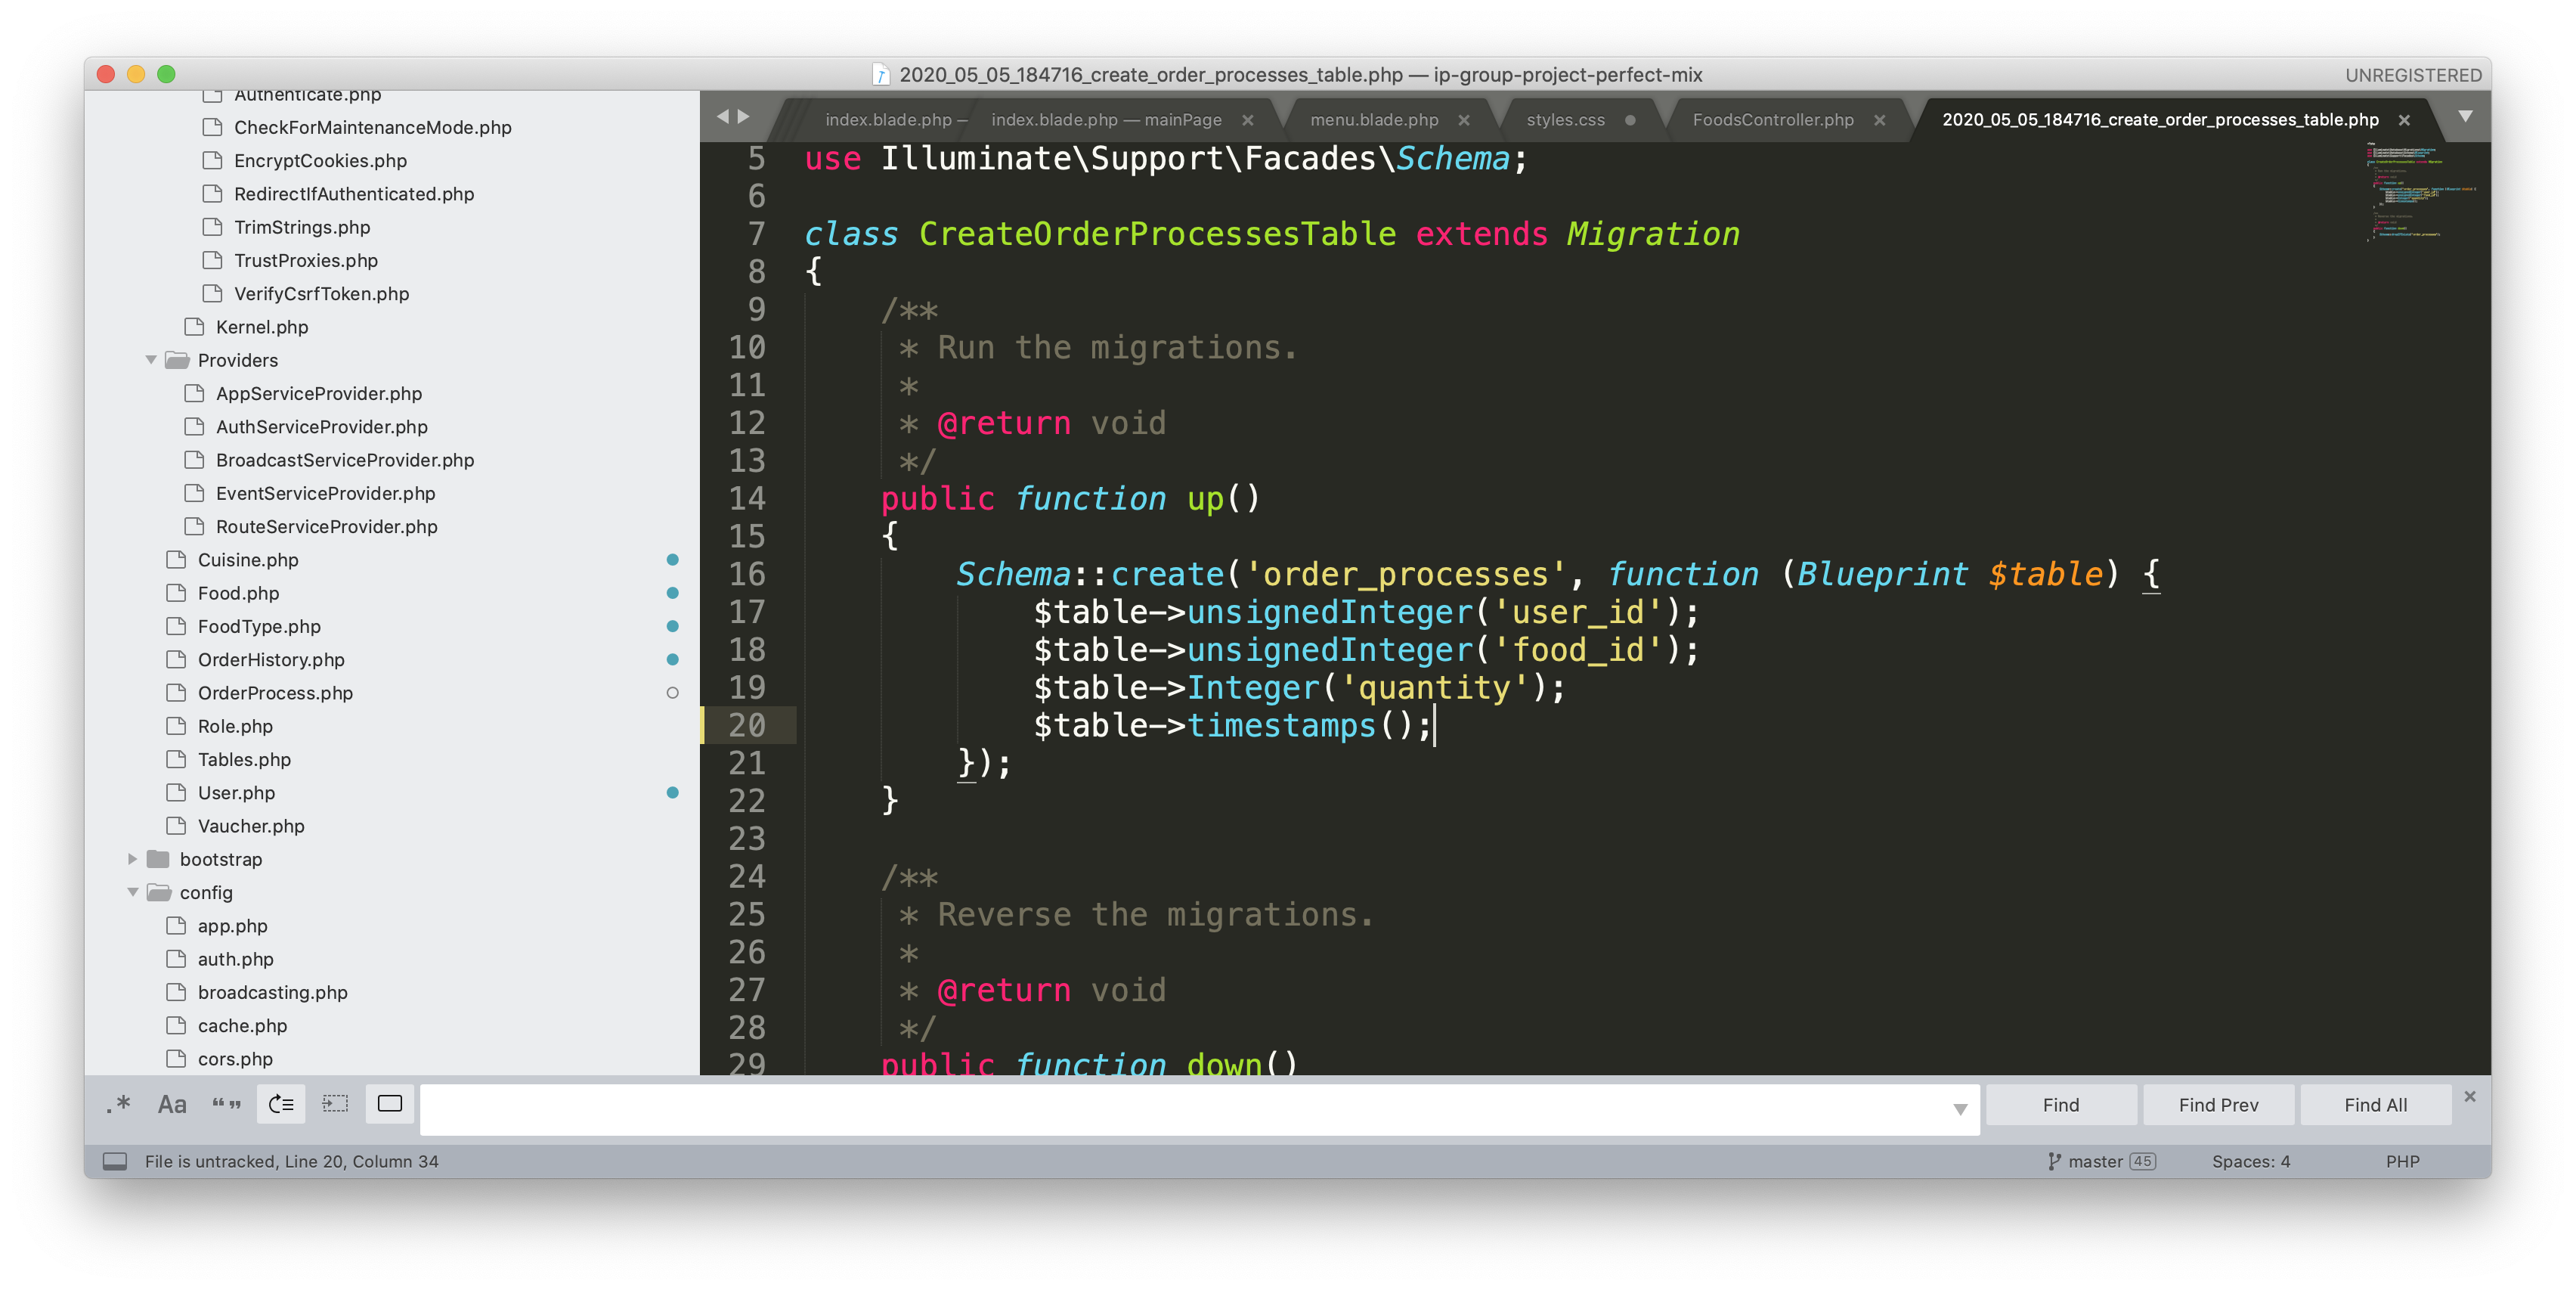 2020_05_05_184716_create_order_processes_table.php — ip-group-project-perfect-mix
UNREGISTERED
Authenticate.php
CheckForMaintenanceMode.php
EncryptCookies.php
RedirectIfAuthenticated.php
TrimStrings.php
TrustProxies.php
VerifyCsrfToken.php
Kernel.php
Providers
AppServiceProvider.php
AuthServiceProvider.php
BroadcastServiceProvider.php
EventServiceProvider.php
RouteServiceProvider.php
Cuisine.php
Food.php
FoodType.php
OrderHistory.php
OrderProcess.php
Role.php
Tables.php
User.php
Vaucher.php
bootstrap
config
app.php
auth.php
broadcasting.php
cache.php
cors.php
index.blade.php — index.blade.php — mainPage × menu.blade.php × styles.css FoodsController.php × 2020_05_05_184716_create_order_processes_table.php ×
5 use Illuminate\Support\Facades\Schema;
6
7 class CreateOrderProcessesTable extends Migration
8 {
9 /**
10 * Run the migrations.
11 *
12 * @return void
13 */
14 public function up()
15 {
16 Schema::create('order_processes', function (Blueprint $table) {
17 $table->unsignedInteger('user_id');
18 $table->unsignedInteger('food_id');
19 $table->Integer('quantity');
20 $table->timestamps();
21 });
22 }
23
24 /**
25 * Reverse the migrations.
26 *
27 * @return void
28 */
29 public function down()
.* Aa “” Find Find Prev Find All ×
File is untracked, Line 20, Column 34 master 45 Spaces: 4 PHP